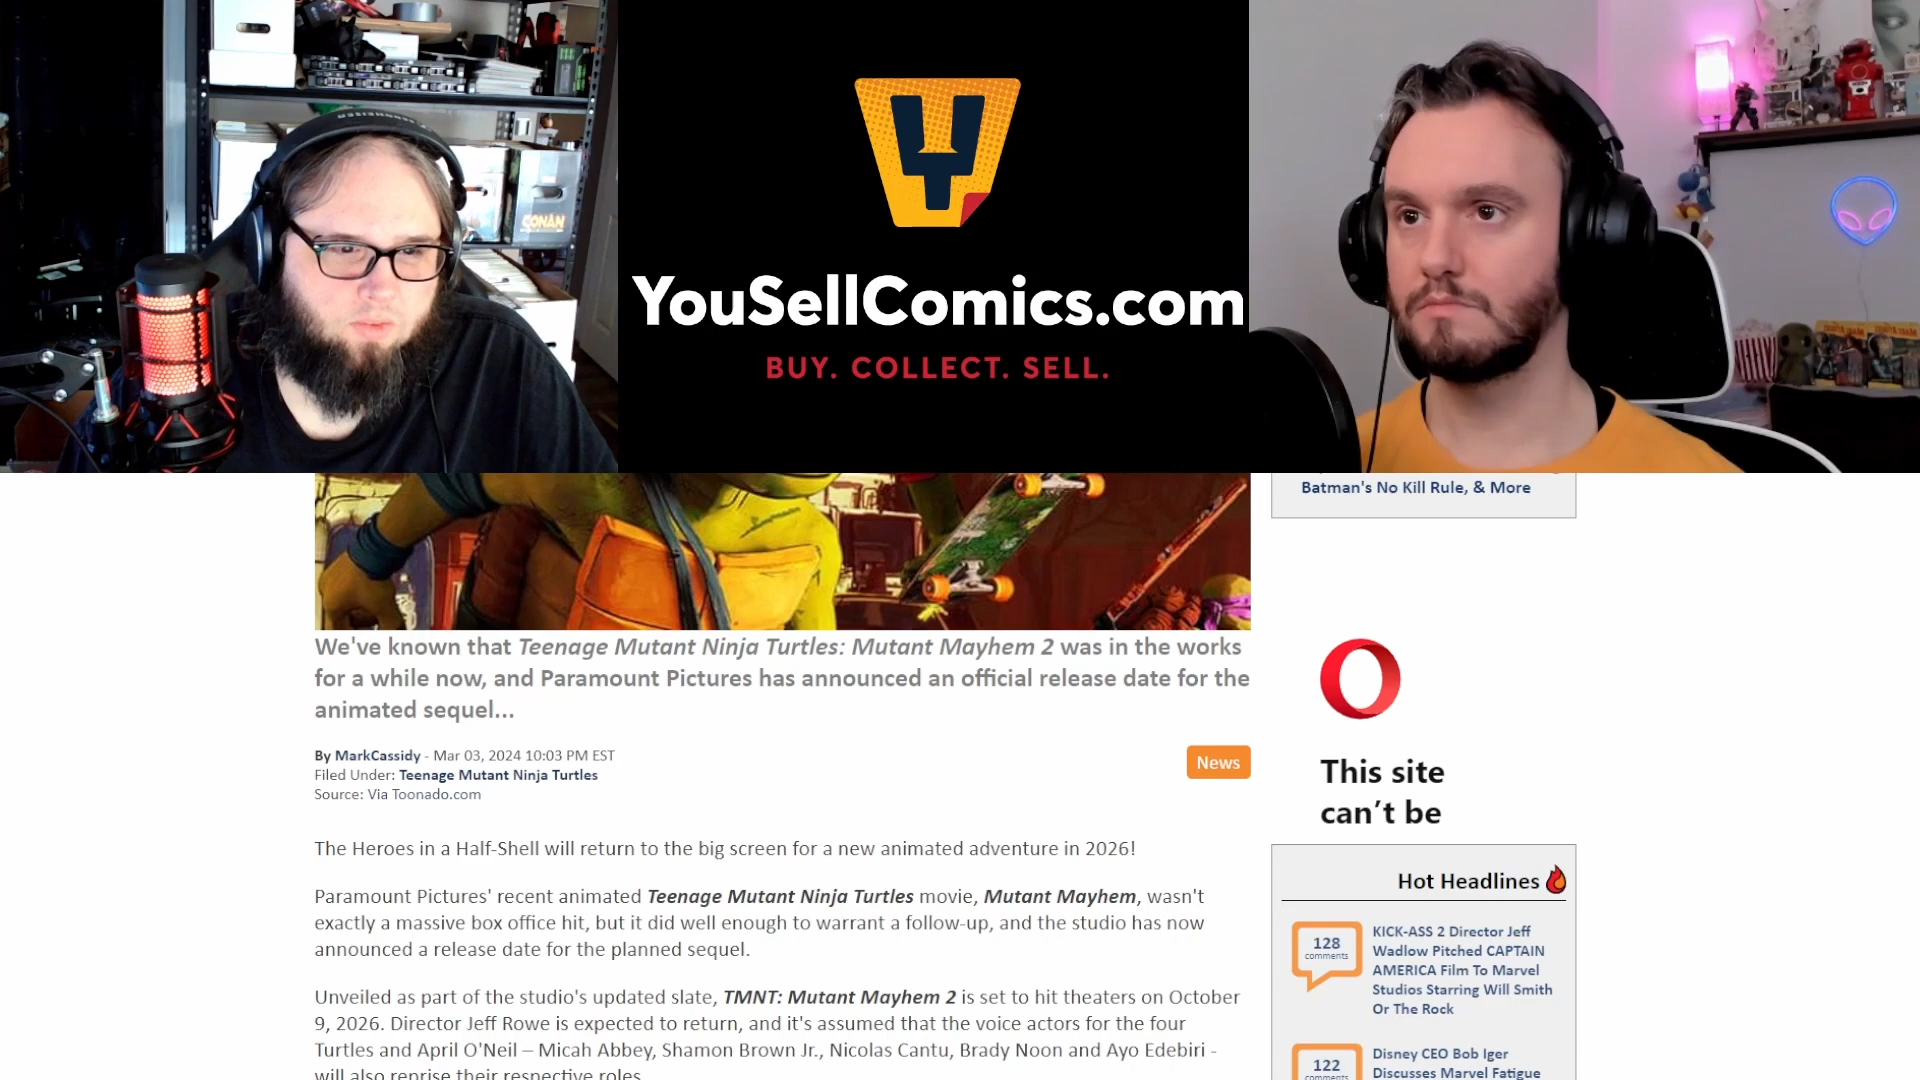 SENNHEISER
CONAN
YouSellComics.com
BUY. COLLECT. SELL.
Batman's No Kill Rule, & More
We've known that Teenage Mutant Ninja Turtles: Mutant Mayhem 2 was in the works
for a while now, and Paramount Pictures has announced an official release date for the
animated sequel...
By MarkCassidy - Mar 03, 2024 10:03 PM EST
Filed Under: Teenage Mutant Ninja Turtles
Source: Via Toonado.com
News
The Heroes in a Half-Shell will return to the big screen for a new animated adventure in 2026!
Paramount Pictures' recent animated Teenage Mutant Ninja Turtles movie, Mutant Mayhem, wasn't
exactly a massive box office hit, but it did well enough to warrant a follow-up, and the studio has now
announced a release date for the planned sequel.
Unveiled as part of the studio's updated slate, TMNT: Mutant Mayhem 2 is set to hit theaters on October
9, 2026. Director Jeff Rowe is expected to return, and it's assumed that the voice actors for the four
Turtles and April O'Neil – Micah Abbey, Shamon Brown Jr., Nicolas Cantu, Brady Noon and Ayo Edebiri -
will also reprise their respective roles.
This site
can't be
Hot Headlines
128
comments
KICK-ASS 2 Director Jeff
Wadlow Pitched CAPTAIN
AMERICA Film To Marvel
Studios Starring Will Smith
Or The Rock
122
comments
Disney CEO Bob Iger
Discusses Marvel Fatigue